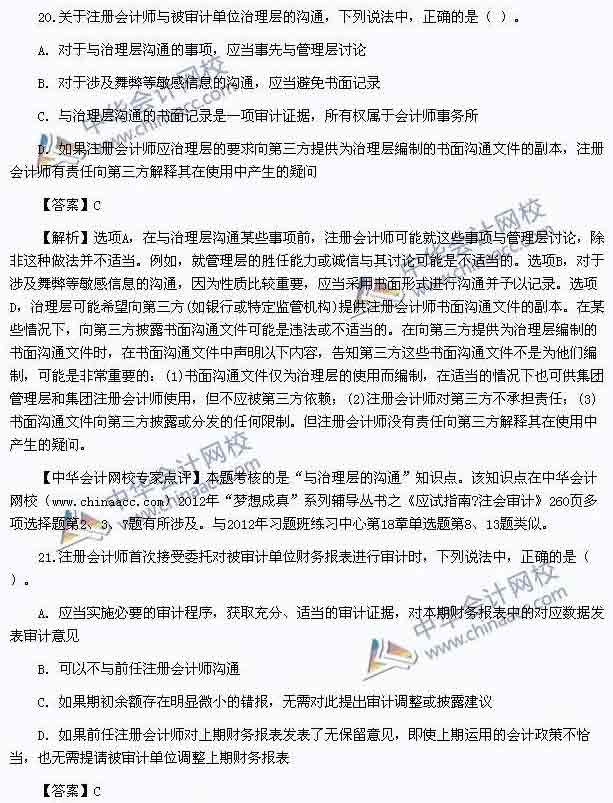 20.关于注册会计师与被审计单位治理层的沟通，下列说法中，正确的是（ ）。
A. 对于与治理层沟通的事项，应当事先与管理层讨论
B. 对于涉及舞弊等敏感信息的沟通，应当避免书面记录
C. 与治理层沟通的书面记录是一项审计证据，所有权属于会计师事务所
D. 如果注册会计师应治理层的要求向第三方提供为治理层编制的书面沟通文件的副本，注册
会计师有责任向第三方解释其在使用中产生的疑问
【答案】C
【解析】选项A，在与治理层沟通某些事项前，注册会计师可能就这些事项与管理层讨论，除
非这种做法并不适当。例如，就管理层的胜任能力或诚信与其讨论可能是不适当的。选项B，对于
涉及舞弊等敏感信息的沟通，因为性质比较重要，应当采用书面形式进行沟通并予以记录。选项
D，治理层可能希望向第三方(如银行或特定监管机构)提供注册会计师书面沟通文件的副本。在某
些情况下，向第三方披露书面沟通文件可能是违法或不适当的。在向第三方提供为治理层编制的
书面沟通文件时，在书面沟通文件中声明以下内容，告知第三方这些书面沟通文件不是为他们编
制，可能是非常重要的：(1)书面沟通文件仅为治理层的使用而编制，在适当的情况下也可供集团
管理层和集团注册会计师使用，但不应被第三方依赖；(2)注册会计师对第三方不承担责任；(3)
书面沟通文件向第三方披露或分发的任何限制。但注册会计师没有责任向第三方解释其在使用中
产生的疑问。
【中华会计网校专家点评】本题考核的是“与治理层的沟通”知识点。该知识点在中华会计
网校（www.chinaacc.com）2012年“梦想成真”系列辅导丛书之《应试指南?注会审计》260页多
项选择题第2、3、7题有所涉及。与2012年习题班练习中心第18章单选题第8、13题类似。
21.注册会计师首次接受委托对被审计单位财务报表进行审计时，下列说法中，正确的是（
）。
A. 应当实施必要的审计程序，获取充分、适当的审计证据，对本期财务报表中的对应数据发
表审计意见
B. 可以不与前任注册会计师沟通
C. 如果期初余额存在明显微小的错报，无需对此提出审计调整或披露建议
D. 如果前任注册会计师对上期财务报表发表了无保留意见，即使上期运用的会计政策不恰
当，也无需提请被审计单位调整上期财务报表
【答案】C
中华会计网校
www.chinaacc.com
中华会计网校
www.chinaacc.com
中华会计网校
www.chinaacc.com
中华会计网校
www.chinaacc.com